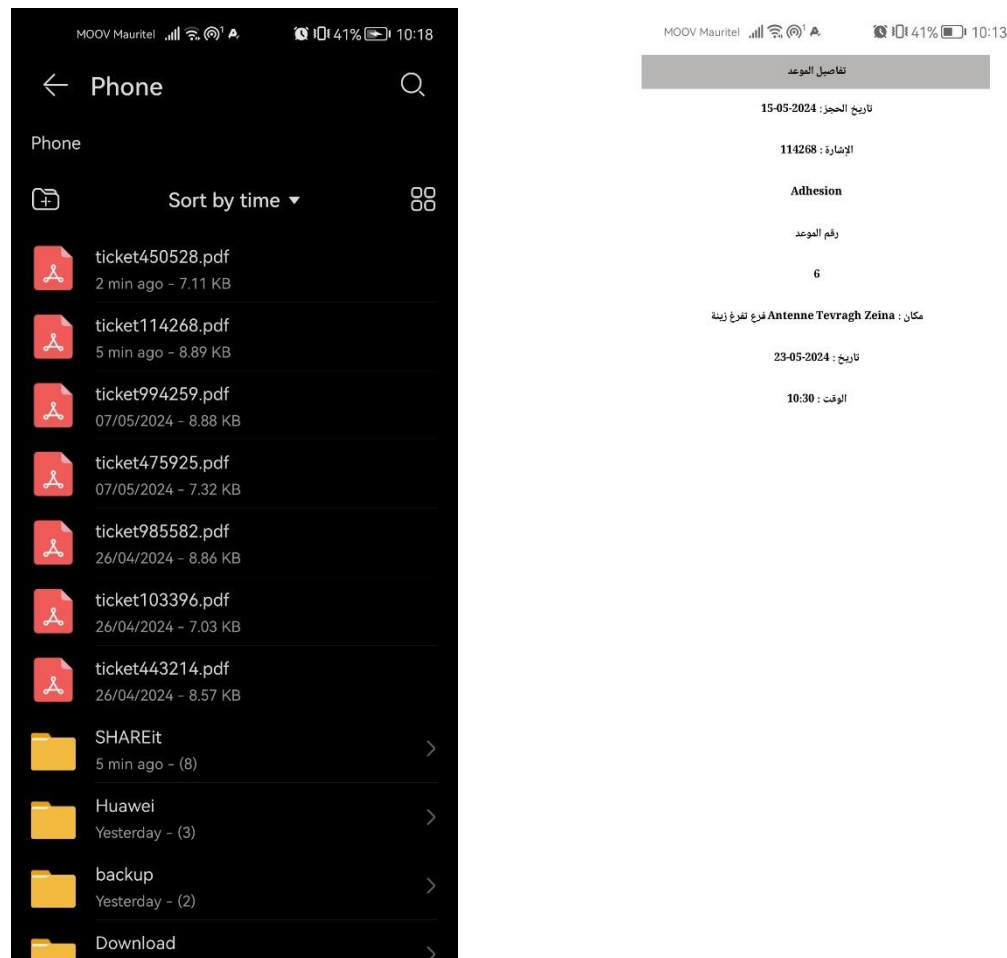 MOOV Mauritel 1 A 41% 10:18
Phone
Phone
Sort by time
ticket450528.pdf
2 min ago - 7.11 KB
ticket114268.pdf
5 min ago - 8.89 KB
ticket994259.pdf
07/05/2024 - 8.88 KB
ticket475925.pdf
07/05/2024 - 7.32 KB
ticket985582.pdf
26/04/2024 - 8.86 KB
ticket103396.pdf
26/04/2024 - 7.03 KB
ticket443214.pdf
26/04/2024 - 8.57 KB
SHAREit
5 min ago - (8)
Huawei
Yesterday - (3)
backup
Yesterday - (2)
Download
MOOV Mauritel 1 A 41% 10:13
تفاصيل الموعد
تاريخ الحجز : 2024-05-15
الإشارة : 114268
Adhesion
رقم الموعد
6
مكان : Antenne Tevragh Zeina فرع تفرغ زينة
تاريخ : 2024-05-23
الوقت : 10:30